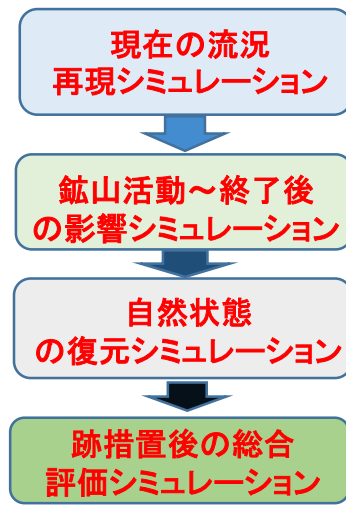 現在の流況
再現シミュレーション
鉱山活動～終了後
の影響シミュレーション
自然状態
の復元シミュレーション
跡措置後の総合
評価シミュレーション